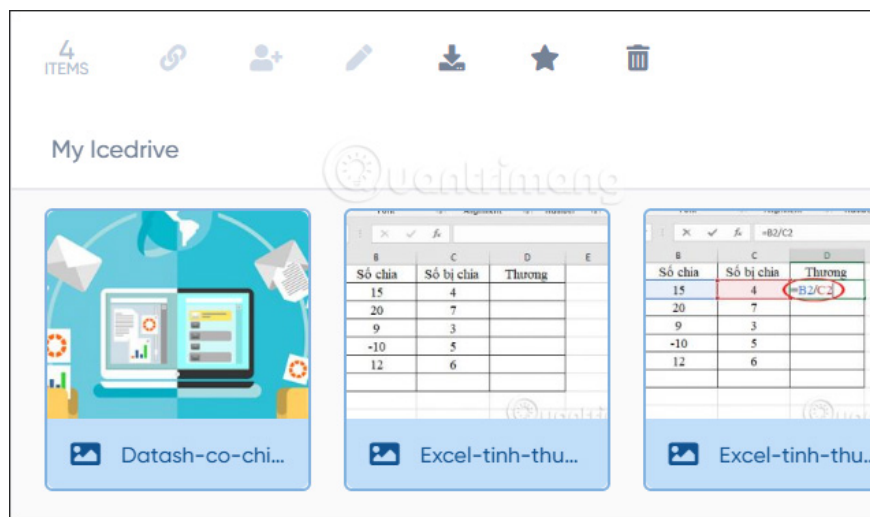 4
ITEMS
My Icedrive
Quantrimang
B C D E
Số chia Số bị chia Thương
15 4
20 7
9 3
-10 5
12 6
Datash-co-chi...
Excel-tinh-thu...
=B2/C2
B C D
Số chia Số bị chia Thương
15 4 =B2/C2
20 7
9 3
-10 5
12 6
Excel-tinh-thu...